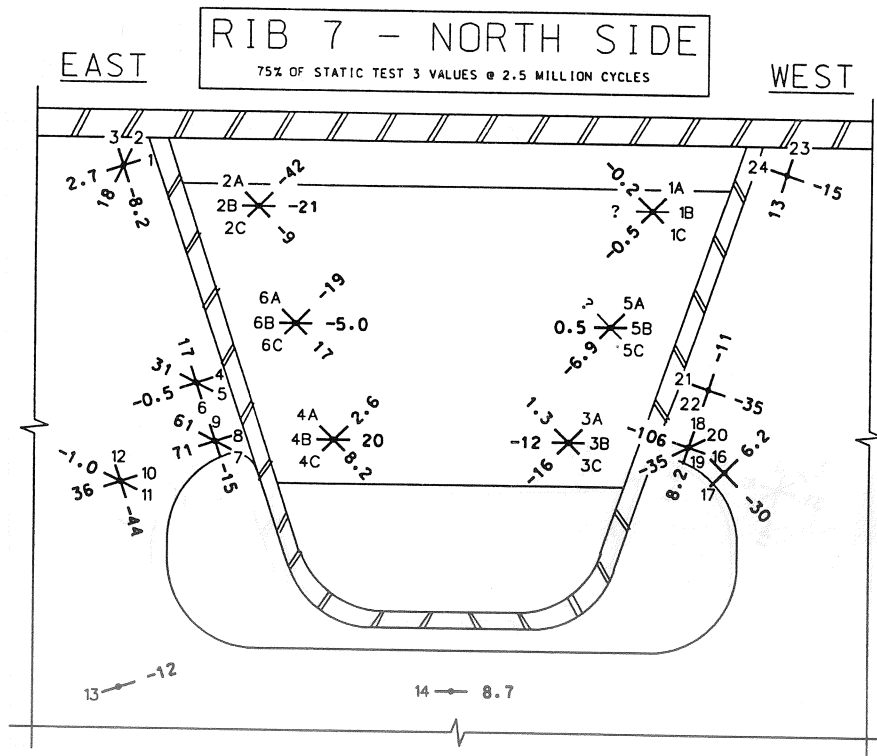 RIB 7 - NORTH SIDE
75% OF STATIC TEST 3 VALUES @ 2.5 MILLION CYCLES
EAST
WEST
3 2
1
2.7
18
-8.2
23
24
-15
13
2A -42
2B -21
2C -9
-0.2 1A
? 1B
-0.5 1C
6A -19
6B -5.0
6C 17
? 5A
0.5 5B
-6.9 5C
17
31 4
-0.5 5
6
-11
21
22 -35
61 9
8
71 7
-15
4A 2.6
4B 20
4C 8.2
1.3 3A
-12 3B
-16 3C
18
-106 20
-35 19
8.2
16 6.2
17 -30
12
-1.0 10
36 11
-44
13 -12
14 8.7